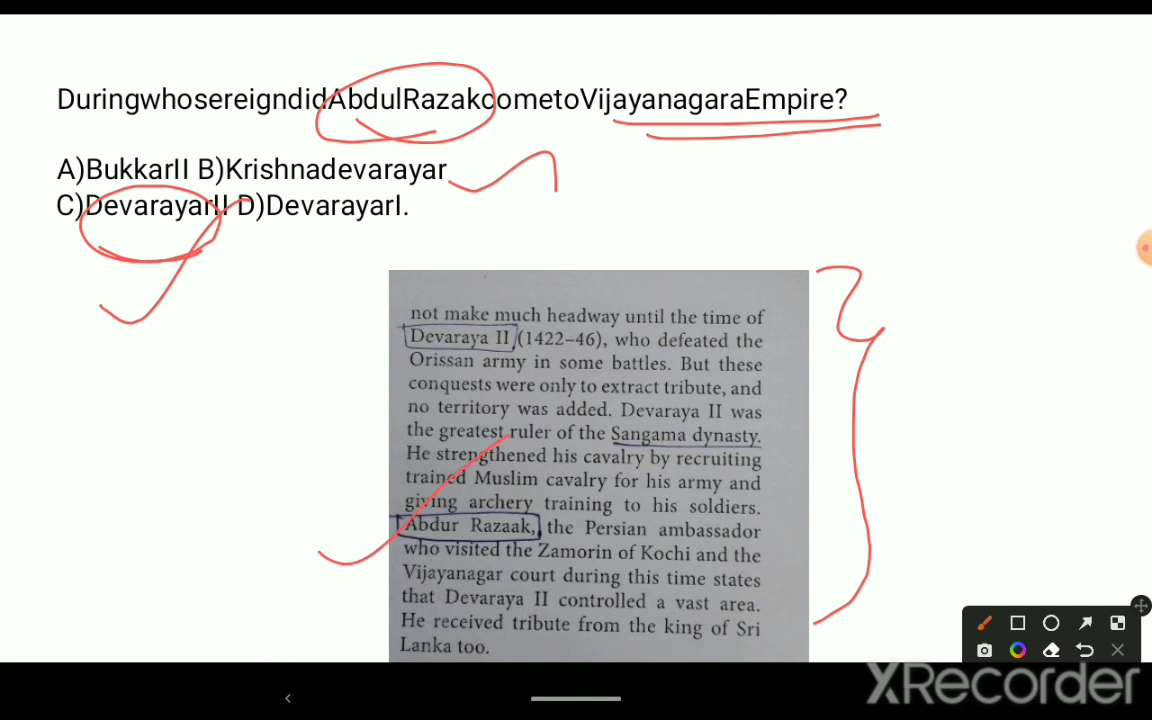 DuringwhosereigndidAbdulRazakcometoVijayanagaraEmpire?
A)BukkarII B)Krishnadevarayar
C)DevarayarII D)DevarayarI.
not make much headway until the time of
Devaraya II (1422–46), who defeated the
Orissan army in some battles. But these
conquests were only to extract tribute, and
no territory was added. Devaraya II was
the greatest ruler of the Sangama dynasty.
He strengthened his cavalry by recruiting
trained Muslim cavalry for his army and
giving archery training to his soldiers.
Abdur Razaak, the Persian ambassador
who visited the Zamorin of Kochi and the
Vijayanagar court during this time states
that Devaraya II controlled a vast area.
He received tribute from the king of Sri
Lanka too.
XRecorder